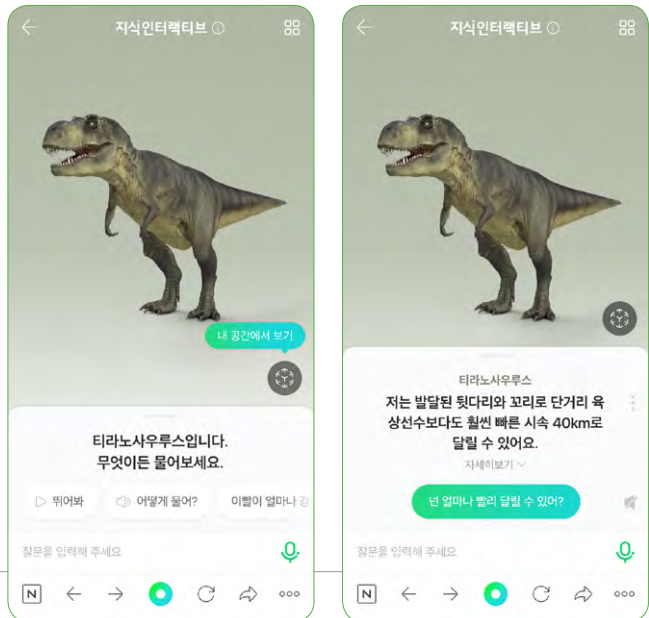 지식인터랙티브
내 공간에서 보기
티라노사우루스입니다.
무엇이든 물어보세요.
뛰어봐
어떻게 울어?
이빨이 얼마나
질문을 입력해 주세요
N
지식인터랙티브
티라노사우루스
저는 발달된 뒷다리와 꼬리로 단거리 육
상선수보다도 훨씬 빠른 시속 40km로
달릴 수 있어요.
자세히보기
넌 얼마나 빨리 달릴 수 있어?
질문을 입력해 주세요
N